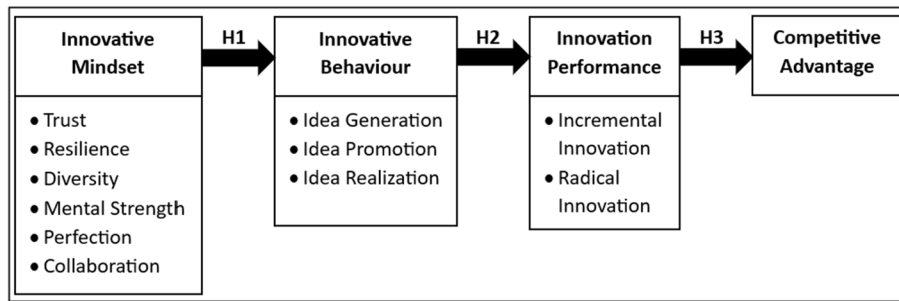 Innovative
Mindset
• Trust
• Resilience
• Diversity
• Mental Strength
• Perfection
• Collaboration
H1
Innovative
Behaviour
• Idea Generation
• Idea Promotion
• Idea Realization
H2
Innovation
Performance
• Incremental
Innovation
• Radical
Innovation
H3
Competitive
Advantage